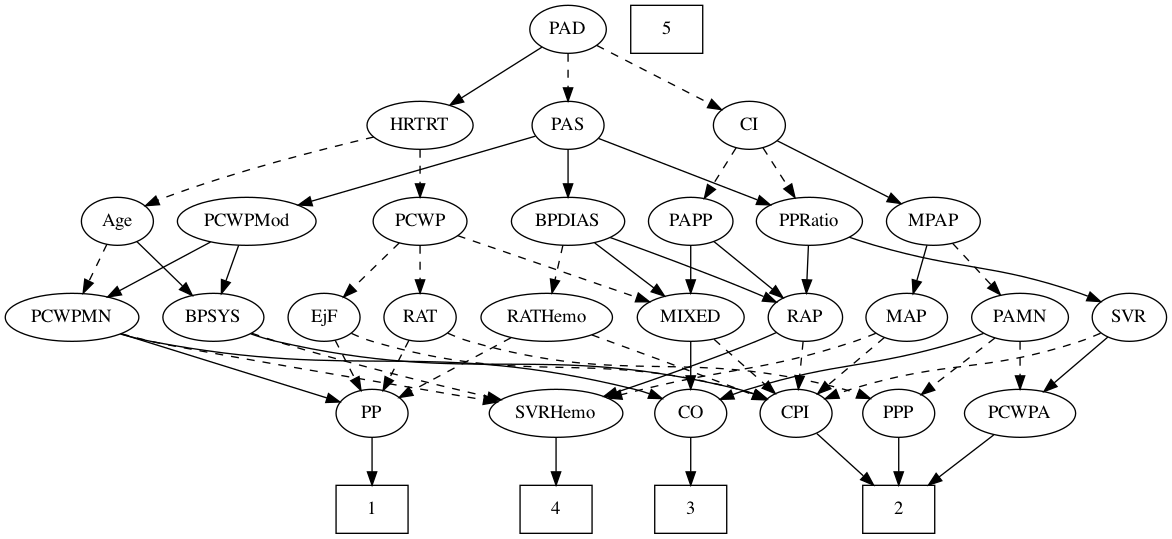 PAD
5
HRTRT
PAS
CI
Age
PCWPMod
PCWP
BPDIAS
PAPP
PPRatio
MPAP
PCWPMN
BPSYS
EjF
RAT
RATHemo
MIXED
RAP
MAP
PAMN
SVR
PP
SVRHemo
CO
CPI
PPP
PCWPA
1
4
3
2